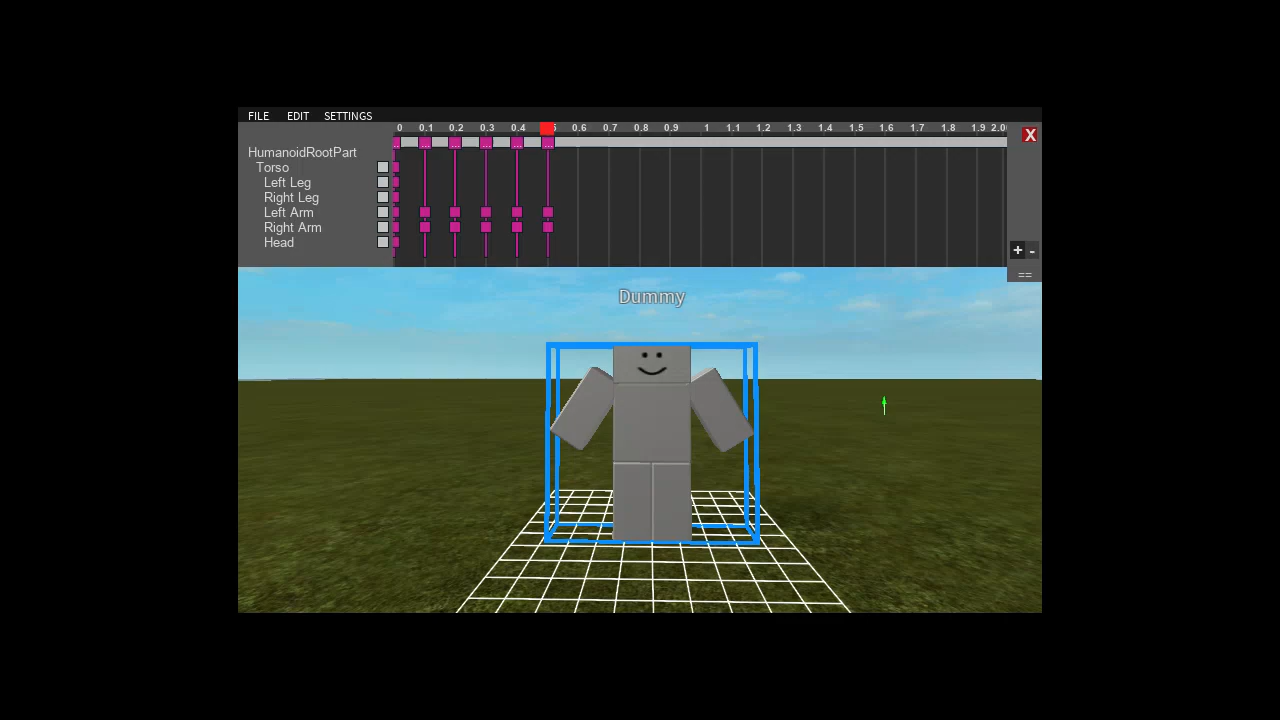 FILE EDIT SETTINGS
0 0.1 0.2 0.3 0.4 5 0.6 0.7 0.8 0.9 1 1.1 1.2 1.3 1.4 1.5 1.6 1.7 1.8 1.9 2.0
X
... ... ... ... ... ...
HumanoidRootPart
Torso
Left Leg
Right Leg
Left Arm
Right Arm
Head
+ -
==
Dummy